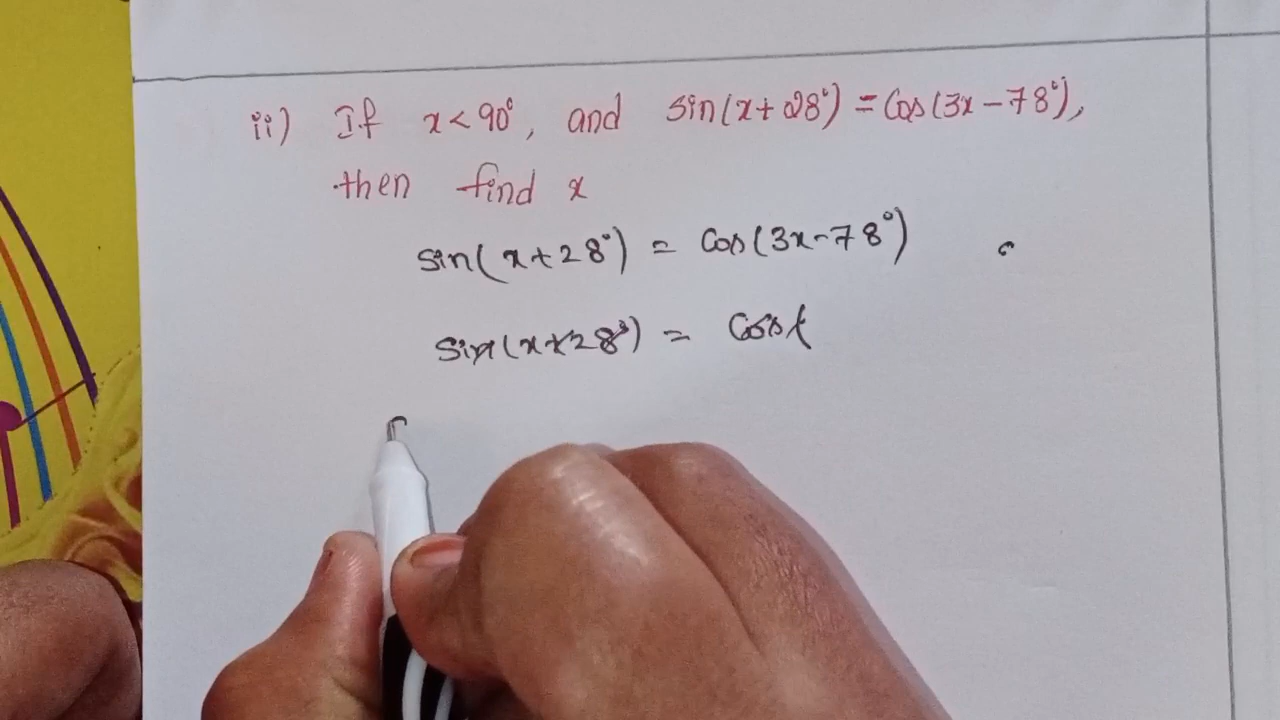 ii) If x<90°, and sin(x+28°) = Cos(3x-78°),
then find x
sin(x+28°) = Cos(3x-78°)
sin(x+28°) = Cos(